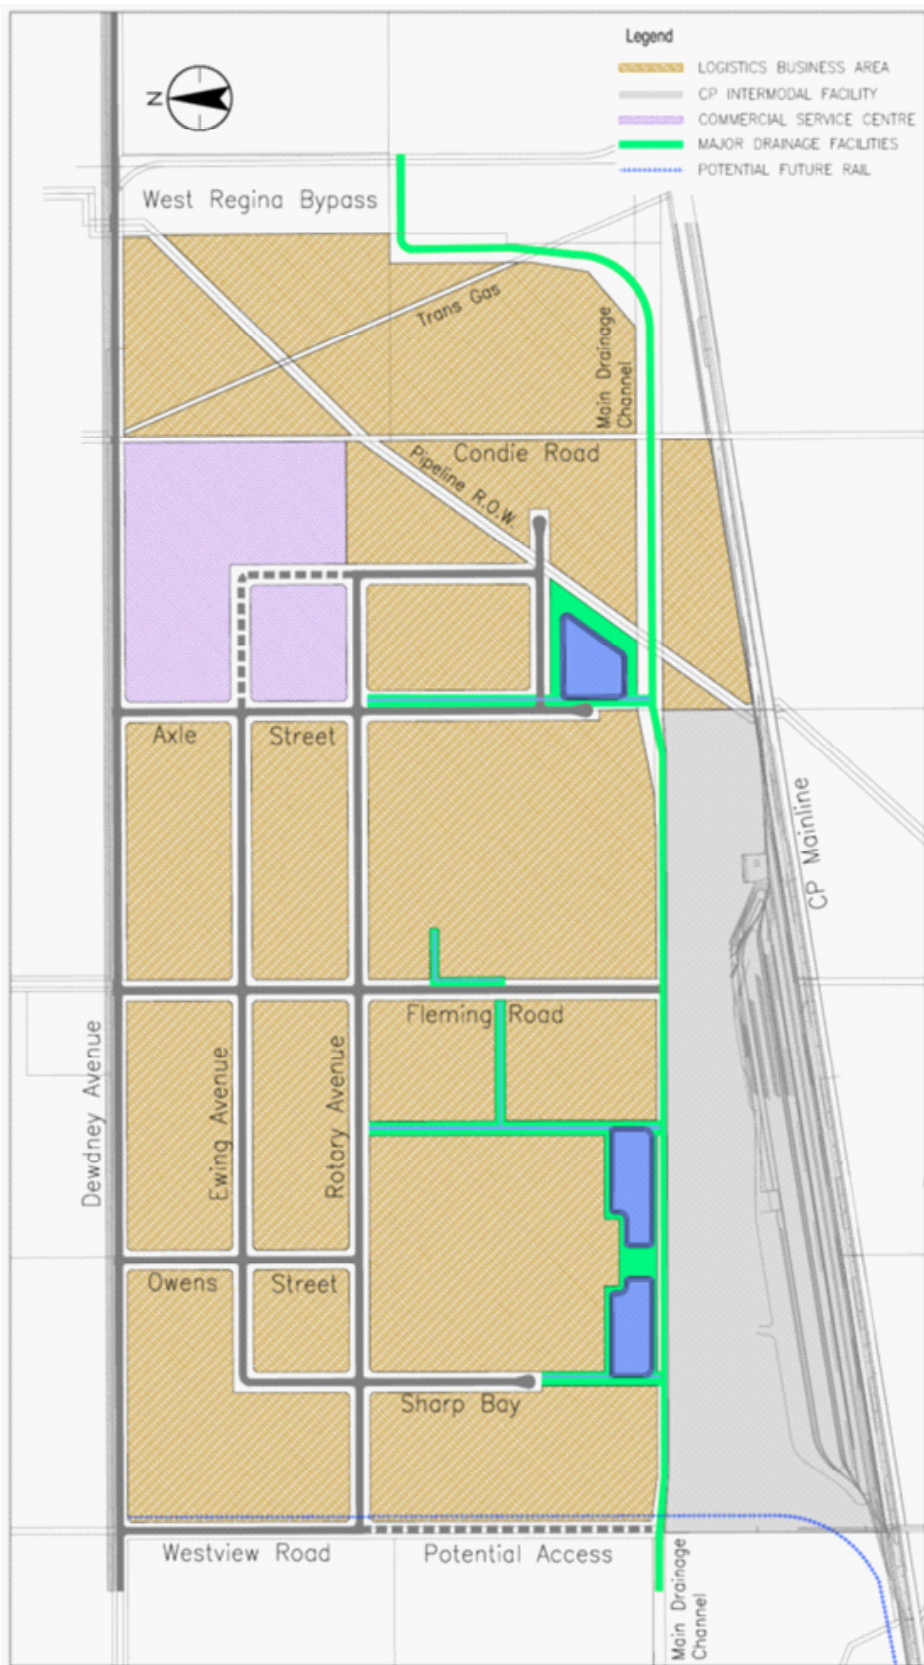 Legend
LOGISTICS BUSINESS AREA
CP INTERMODAL FACILITY
COMMERCIAL SERVICE CENTRE
MAJOR DRAINAGE FACILITIES
POTENTIAL FUTURE RAIL
N
West Regina Bypass
Trans Gas
Main Drainage
Channel
Condie Road
Pipeline R.O.W.
Axle Street
CP Mainline
Fleming Road
Dewdney Avenue
Ewing Avenue
Rotary Avenue
Owens Street
Sharp Bay
Westview Road
Potential Access
Main Drainage
Channel